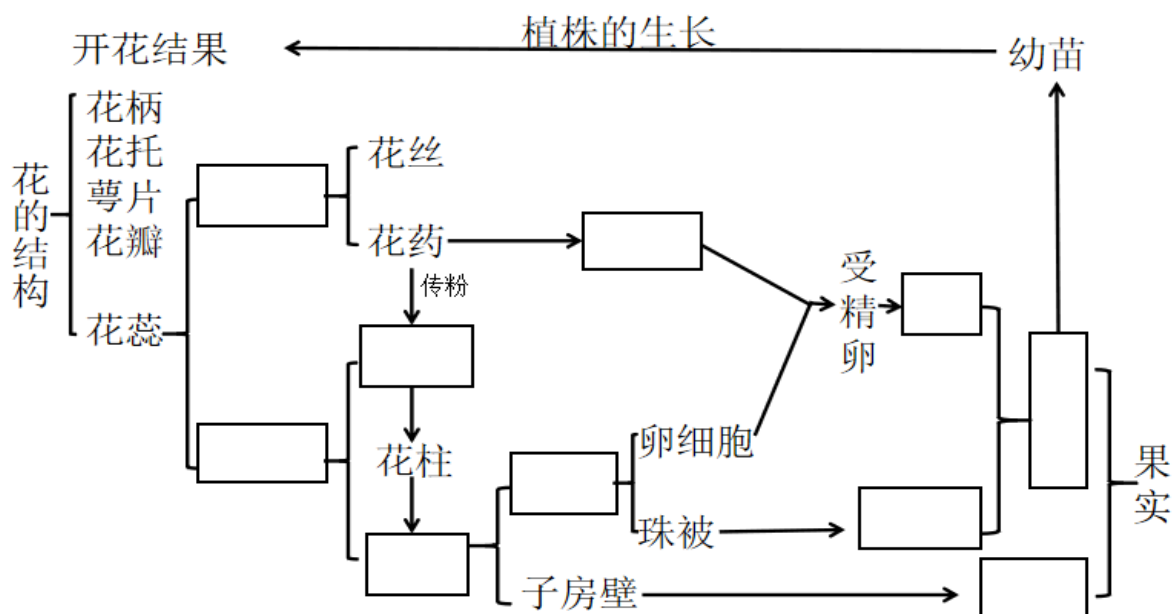 植株的生长
开花结果
幼苗
花的结构
花柄
花托
萼片
花瓣
花蕊
花丝
花药
传粉
花柱
受精卵
卵细胞
珠被
子房壁
果实